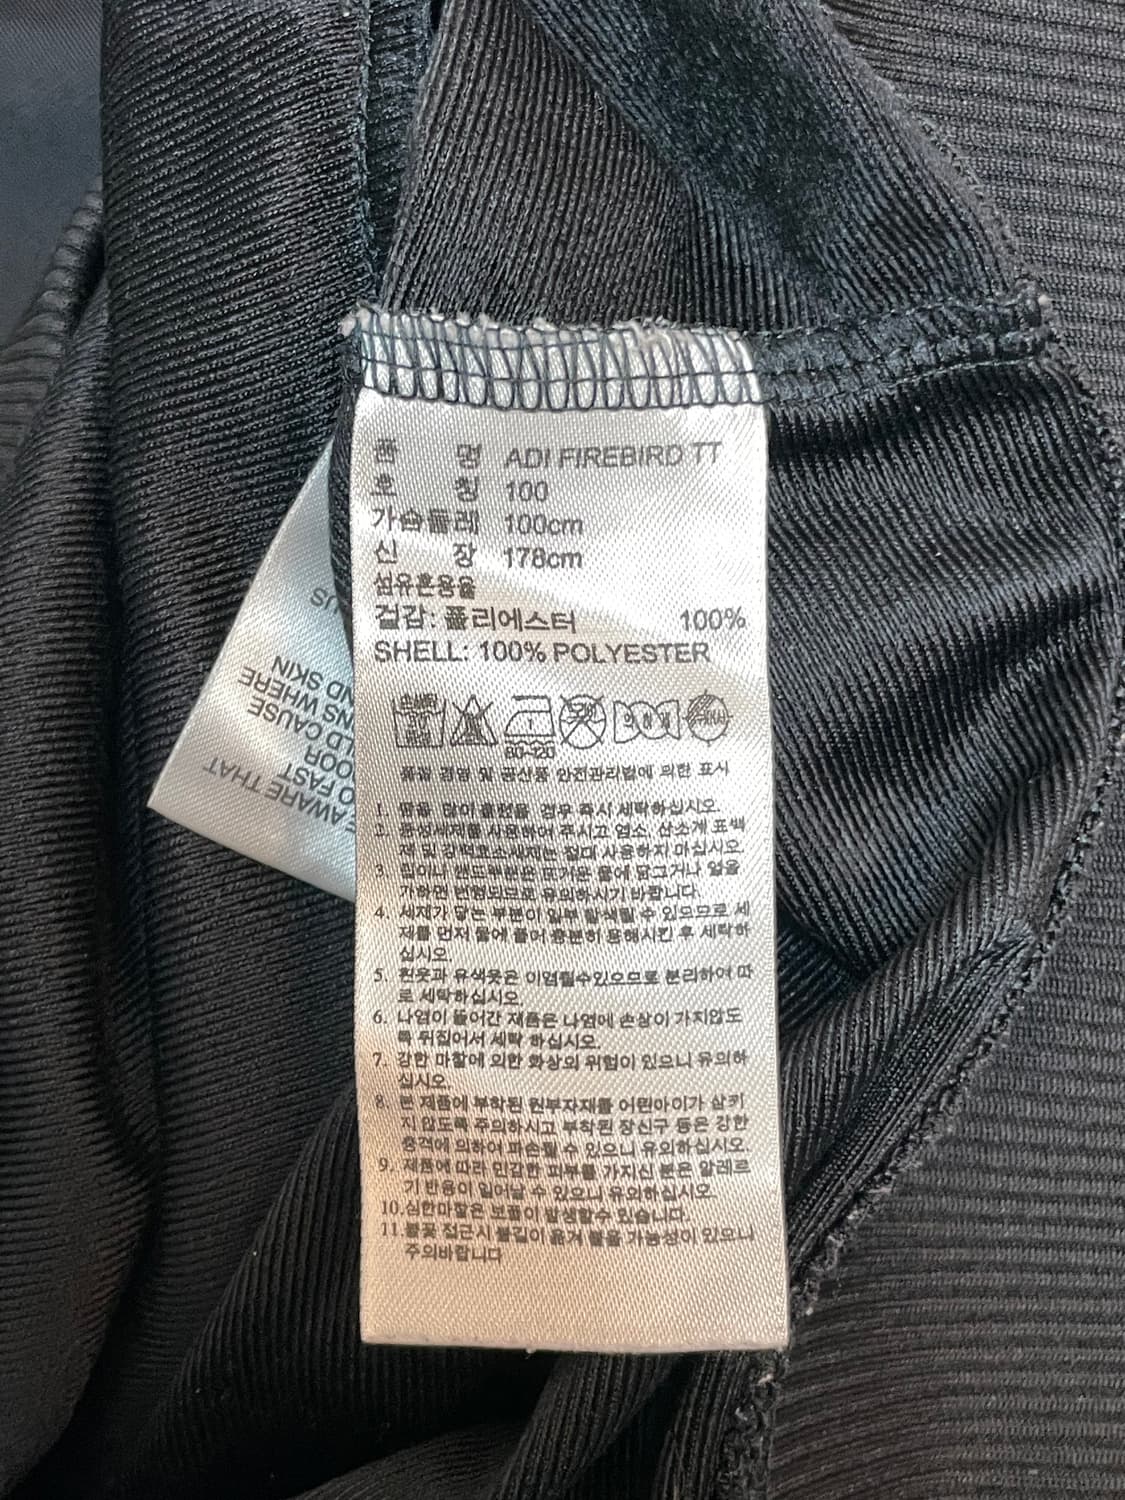 품 명 ADI FIREBIRD TT
호 칭 100
가슴둘레 100cm
신 장 178cm
섬유혼용율
겉감: 폴리에스터 100%
SHELL: 100% POLYESTER
80-120
품질 경영 및 공산품 안전관리법에 의한 표시
1. 땀을 많이 흘렸을 경우 즉시 세탁하십시오.
2. 중성세제를 사용하여 주시고 염소, 산소계 표백
제 및 강력효소세제는 절대 사용하지 마십시오
3. 집이나 핸드프린은 뜨거운 물에 담그거나 열을
가하면 변형되므로 유의하시기 바랍니다.
4. 세제가 닿는 부분이 일부 탈색될 수 있으므로 세
제를 먼저 물에 풀어 충분히 용해시킨 후 세탁하
십시오.
5. 흰옷과 유색옷은 이염될수있으므로 분리하여 따
로 세탁하십시오.
6. 나염이 들어간 제품은 나염에 손상이 가지않도
록 뒤집어서 세탁 하십시오.
7. 강한 마찰에 의한 화상의 위험이 있으니 유의하
십시오.
8. 본 제품에 부착된 원부자재를 어린아이가 삼키
지 않도록 주의하시고 부착된 장신구 등은 강한
충격에 의하여 파손될 수 있으니 유의하십시오.
9. 제품에 따라 민감한 피부를 가지신 분은 알레르
기 반응이 일어날 수 있으니 유의하십시오.
10.심한마찰은 보풀이 발생할수 있습니다.
11.불꽃 접근시 불길이 옮겨 붙을 가능성이 있으니
주의바랍니다
AWARE THAT
FAST
CAUSE
WHERE
SKIN